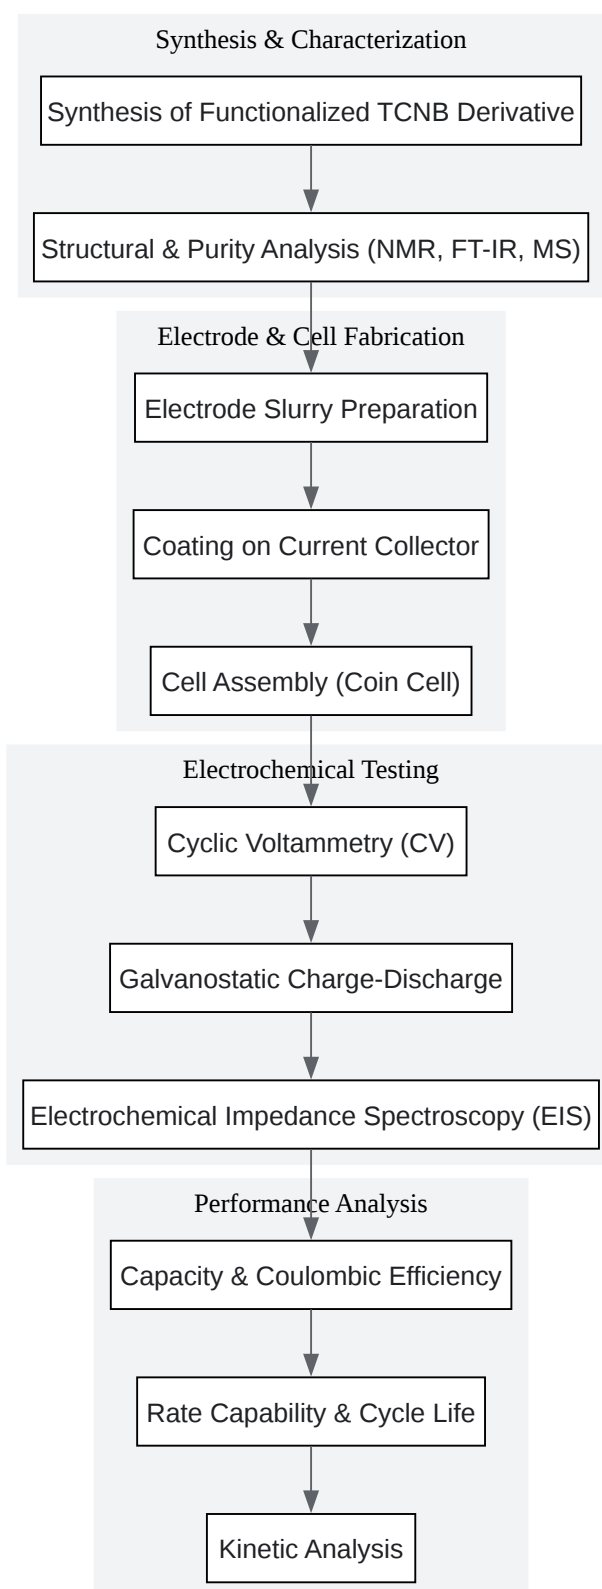 Synthesis & Characterization
Synthesis of Functionalized TCNB Derivative
Structural & Purity Analysis (NMR, FT-IR, MS)
Electrode & Cell Fabrication
Electrode Slurry Preparation
Coating on Current Collector
Cell Assembly (Coin Cell)
Electrochemical Testing
Cyclic Voltammetry (CV)
Galvanostatic Charge-Discharge
Electrochemical Impedance Spectroscopy (EIS)
Performance Analysis
Capacity & Coulombic Efficiency
Rate Capability & Cycle Life
Kinetic Analysis